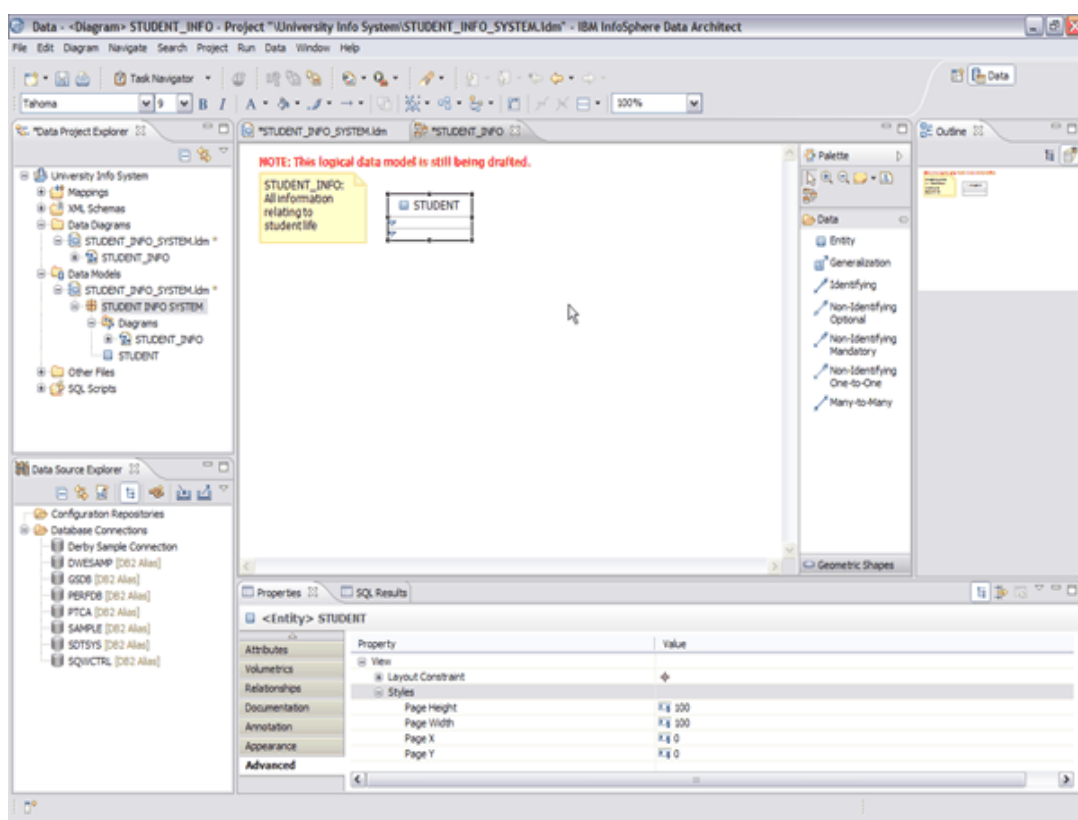 Data - <Diagram> STUDENT_INFO - Project "\University Info System\STUDENT_INFO_SYSTEM.ldm" - IBM InfoSphere Data Architect
File Edit Diagram Navigate Search Project Run Data Window Help
Task Navigator
Data
Tahoma 9 B I A 100%
*Data Project Explorer
University Info System
Mappings
XML Schemas
Data Diagrams
STUDENT_INFO_SYSTEM.ldm *
STUDENT_INFO
Data Models
STUDENT_INFO_SYSTEM.ldm *
STUDENT INFO SYSTEM
Diagrams
STUDENT_INFO
STUDENT
Other Files
SQL Scripts
Data Source Explorer
Configuration Repositories
Database Connections
Derby Sample Connection
DWESAMP [DB2 Alias]
GSDB [DB2 Alias]
PERFDB [DB2 Alias]
PTCA [DB2 Alias]
SAMPLE [DB2 Alias]
SDTSYS [DB2 Alias]
SQWCTRL [DB2 Alias]
*STUDENT_INFO_SYSTEM.ldm *STUDENT_INFO
NOTE: This logical data model is still being drafted.
STUDENT_INFO:
All information
relating to
student life
STUDENT
Palette
Data
Entity
Generalization
Identifying
Non-Identifying
Optional
Non-Identifying
Mandatory
Non-Identifying
One-to-One
Many-to-Many
Geometric Shapes
Outline
Properties SQL Results
<Entity> STUDENT
Attributes
Volumetrics
Relationships
Documentation
Annotation
Appearance
Advanced
Property Value
View
Layout Constraint
Styles
Page Height 100
Page Width 100
Page X 0
Page Y 0